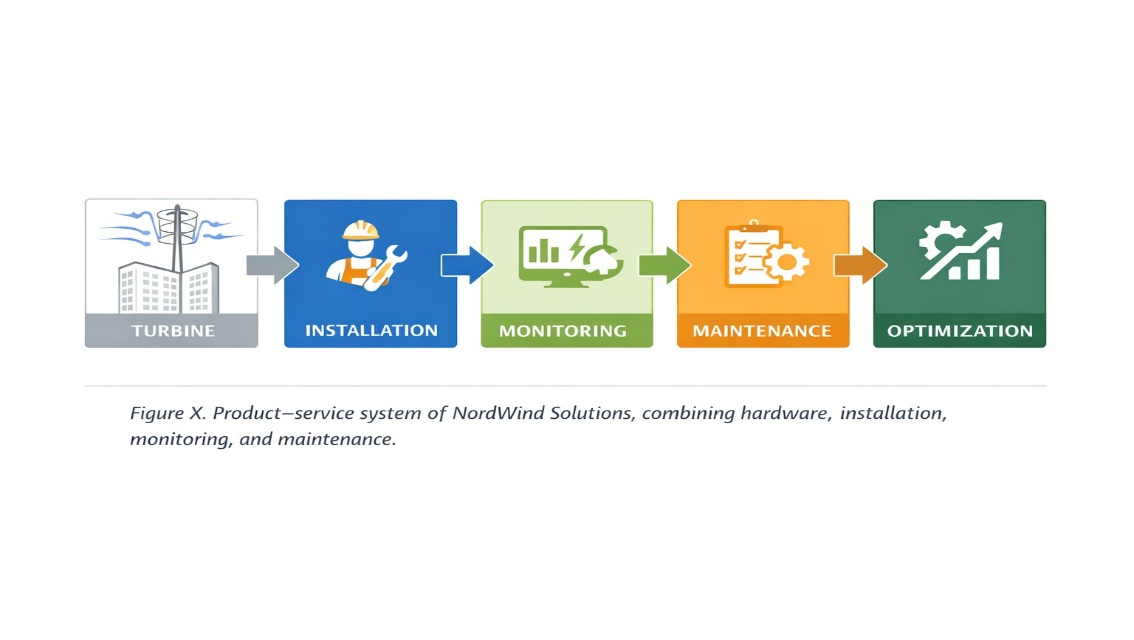 TURBINE
INSTALLATION
MONITORING
MAINTENANCE
OPTIMIZATION
Figure X. Product–service system of NordWind Solutions, combining hardware, installation,
monitoring, and maintenance.